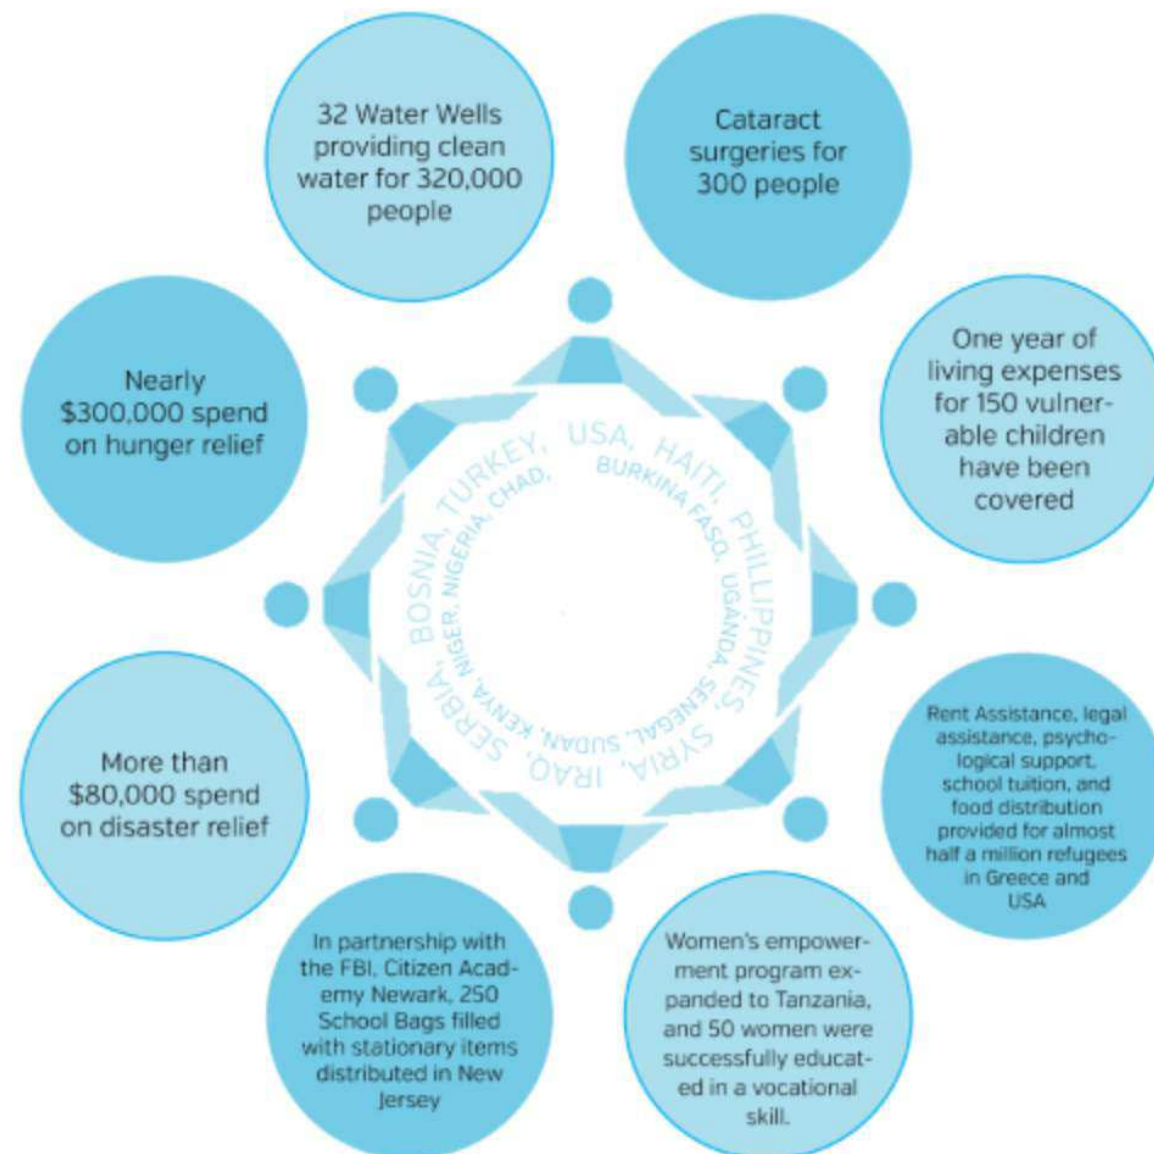 32 Water Wells
providing clean
water for 320,000
people
Cataract
surgeries for
300 people
Nearly
$300,000 spend
on hunger relief
One year of
living expenses
for 150 vulner-
able children
have been
covered
USA, HAITI, PHILLIPPINES, SYRIA, IRAQ, SERBIA, BOSNIA, TURKEY,
BURKINA FASO, UGANDA, SENEGAL, SUDAN, KENYA, NIGER, NIGERIA, CHAD,
More than
$80,000 spend
on disaster relief
Rent Assistance, legal
assistance, psycho-
logical support,
school tuition, and
food distribution
provided for almost
half a million refugees
in Greece and
USA
In partnership with
the FBI, Citizen Acad-
emy Newark, 250
School Bags filled
with stationary items
distributed in New
Jersey
Women's empower-
ment program ex-
panded to Tanzania,
and 50 women were
successfully educat-
ed in a vocational
skill.